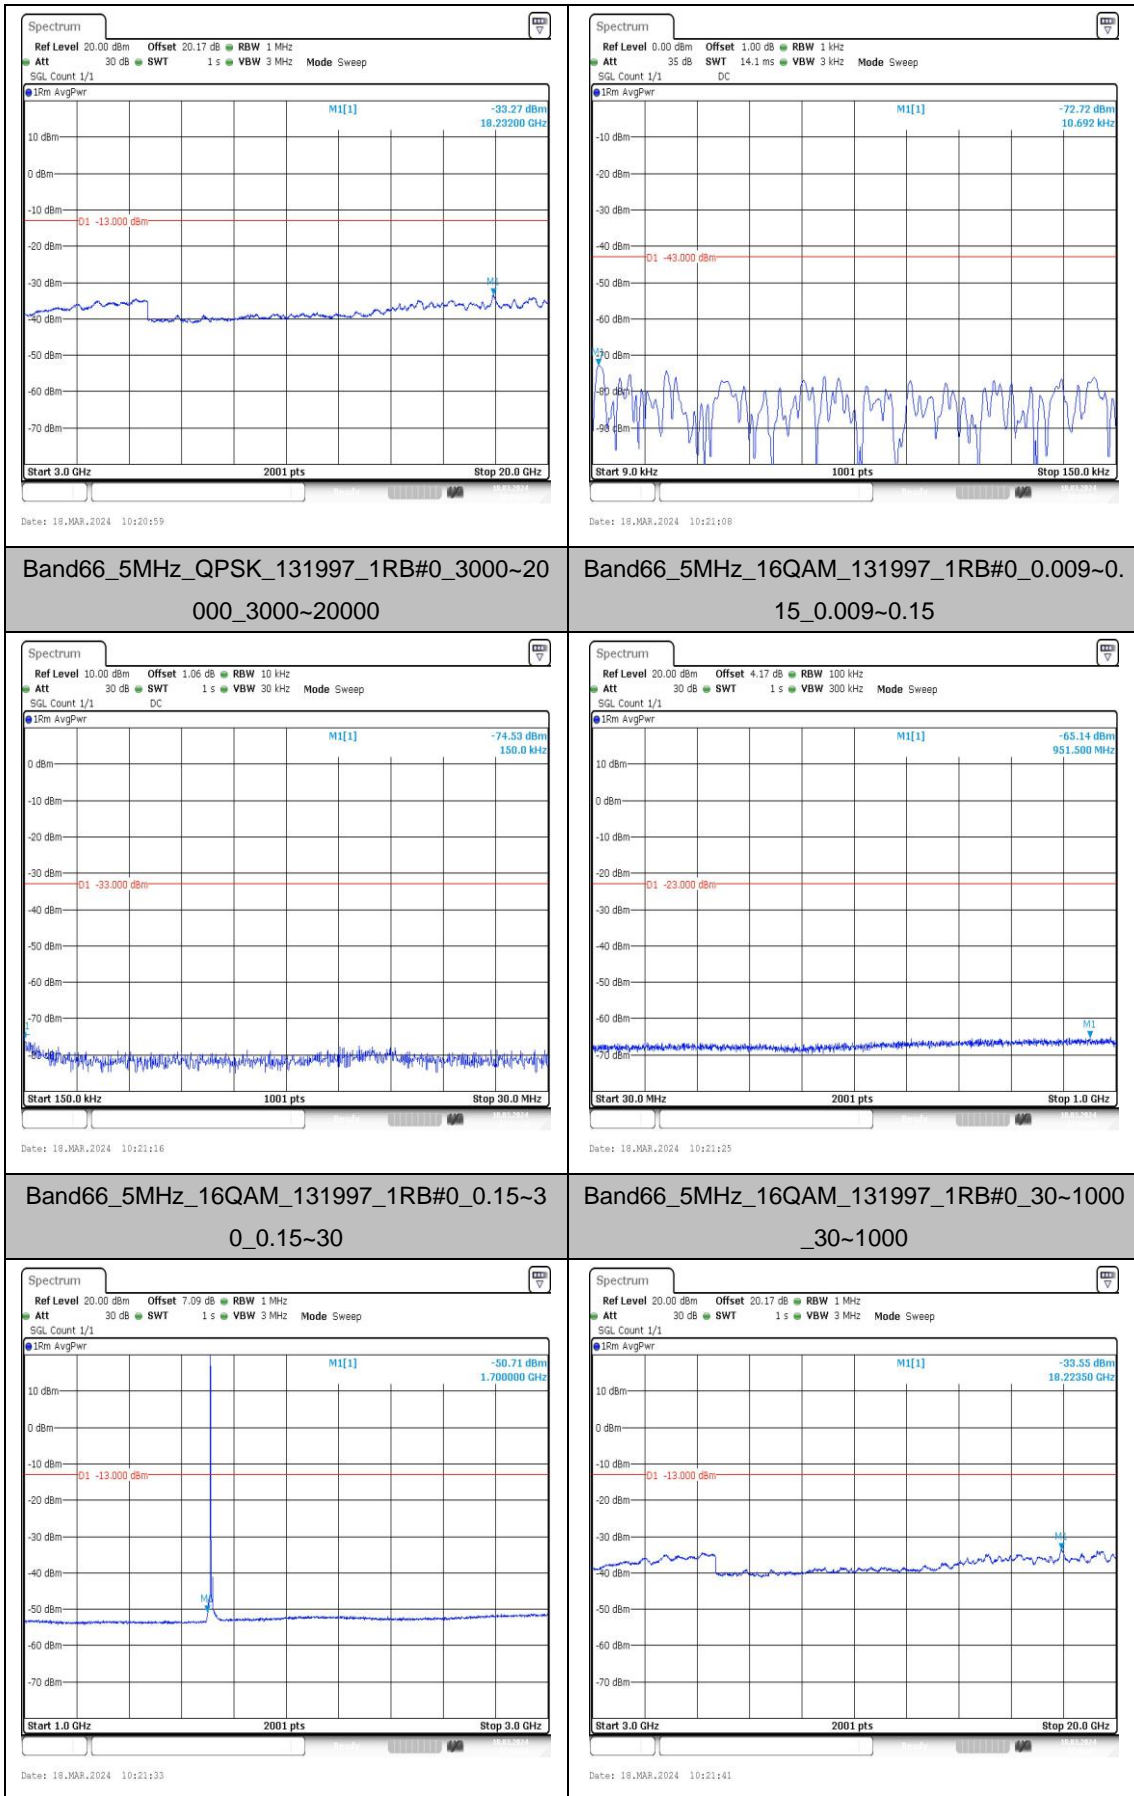 Spectrum
Ref Level 20.00 dBm Offset 20.17 dB RBW 1 MHz
Att 30 dB SWT 1 s VBW 3 MHz Mode Sweep
SGL Count 1/1
1Rm AvgPwr
M1[1] -33.27 dBm
18.23200 GHz
10 dBm
0 dBm
-10 dBm
D1 -13.000 dBm
-20 dBm
-30 dBm
M1
-40 dBm
-50 dBm
-60 dBm
-70 dBm
Start 3.0 GHz 2001 pts Stop 20.0 GHz
Date: 18.MAR.2024 10:20:59
Spectrum
Ref Level 0.00 dBm Offset 1.00 dB RBW 1 kHz
Att 35 dB SWT 14.1 ms VBW 3 kHz Mode Sweep
SGL Count 1/1 DC
1Rm AvgPwr
M1[1] -72.72 dBm
10.692 kHz
-10 dBm
-20 dBm
-30 dBm
-40 dBm
D1 -43.000 dBm
-50 dBm
-60 dBm
-70 dBm
-80 dBm
-90 dBm
Start 9.0 kHz 1001 pts Stop 150.0 kHz
Date: 18.MAR.2024 10:21:08
Band66_5MHz_QPSK_131997_1RB#0_3000~20
000_3000~20000
Band66_5MHz_16QAM_131997_1RB#0_0.009~0.
15_0.009~0.15
Spectrum
Ref Level 10.00 dBm Offset 1.06 dB RBW 10 kHz
Att 30 dB SWT 1 s VBW 30 kHz Mode Sweep
SGL Count 1/1 DC
1Rm AvgPwr
M1[1] -74.53 dBm
150.0 kHz
0 dBm
-10 dBm
-20 dBm
-30 dBm
D1 -33.000 dBm
-40 dBm
-50 dBm
-60 dBm
-70 dBm
-80 dBm
Start 150.0 kHz 1001 pts Stop 30.0 MHz
Date: 18.MAR.2024 10:21:16
Spectrum
Ref Level 20.00 dBm Offset 4.17 dB RBW 100 kHz
Att 30 dB SWT 1 s VBW 300 kHz Mode Sweep
SGL Count 1/1
1Rm AvgPwr
M1[1] -65.14 dBm
951.500 MHz
10 dBm
0 dBm
-10 dBm
-20 dBm
D1 -23.000 dBm
-30 dBm
-40 dBm
-50 dBm
-60 dBm
M1
-70 dBm
Start 30.0 MHz 2001 pts Stop 1.0 GHz
Date: 18.MAR.2024 10:21:25
Band66_5MHz_16QAM_131997_1RB#0_0.15~3
0_0.15~30
Band66_5MHz_16QAM_131997_1RB#0_30~1000
_30~1000
Spectrum
Ref Level 20.00 dBm Offset 7.09 dB RBW 1 MHz
Att 30 dB SWT 1 s VBW 3 MHz Mode Sweep
SGL Count 1/1
1Rm AvgPwr
M1[1] -50.71 dBm
1.700000 GHz
10 dBm
0 dBm
-10 dBm
D1 -13.000 dBm
-20 dBm
-30 dBm
-40 dBm
-50 dBm
-60 dBm
-70 dBm
Start 1.0 GHz 2001 pts Stop 3.0 GHz
Date: 18.MAR.2024 10:21:33
Spectrum
Ref Level 20.00 dBm Offset 20.17 dB RBW 1 MHz
Att 30 dB SWT 1 s VBW 3 MHz Mode Sweep
SGL Count 1/1
1Rm AvgPwr
M1[1] -33.55 dBm
18.22350 GHz
10 dBm
0 dBm
-10 dBm
D1 -13.000 dBm
-20 dBm
-30 dBm
M1
-40 dBm
-50 dBm
-60 dBm
-70 dBm
Start 3.0 GHz 2001 pts Stop 20.0 GHz
Date: 18.MAR.2024 10:21:41